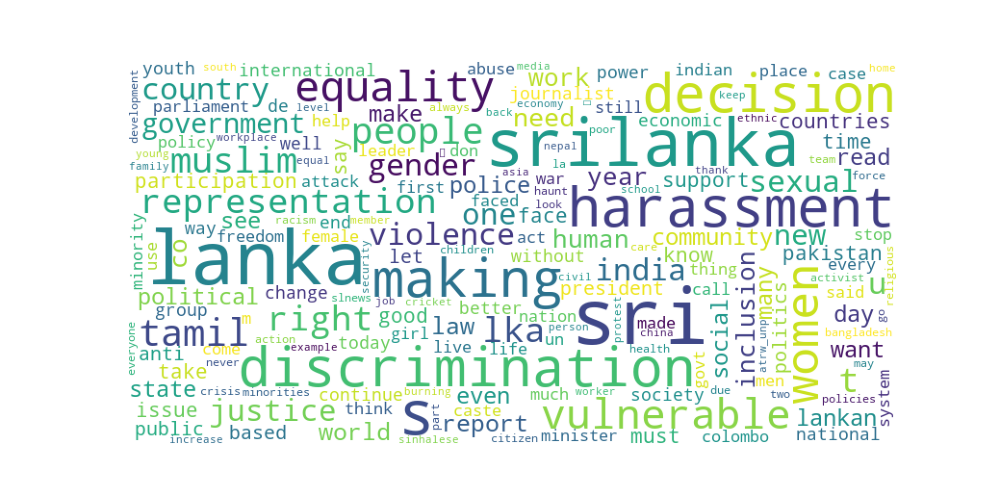 youth south international abuse media work power indian place case home
country equality journalist decision
development parliament de level make always need back economy still keep
government help people srilanka poor economic ethnic countries
policy workplace well say leader don nepal time
young muslim equal gender asia la team read
family participation attack first police war haunt year support sexual force
representation faced look school thank harassment
minority see end one face
way racism member violence act human community new stop
use co freedom female children without know pakistan
lanka let making india care thing every religious
political security civil president inclusion many call activist
change slnews job cricket better nation sri protest social politics women said u
group m right good law lka person made day go
tamil action girl un china atrw_unp bangladesh
everyone anti come example today live life health govt men want may
take never discrimination due t
state crisis minorities continue burning even much worker society two policies system
issue justice think caste s part vulnerable lankan
public based world report minister must colombo national
increase sinhalese citizen